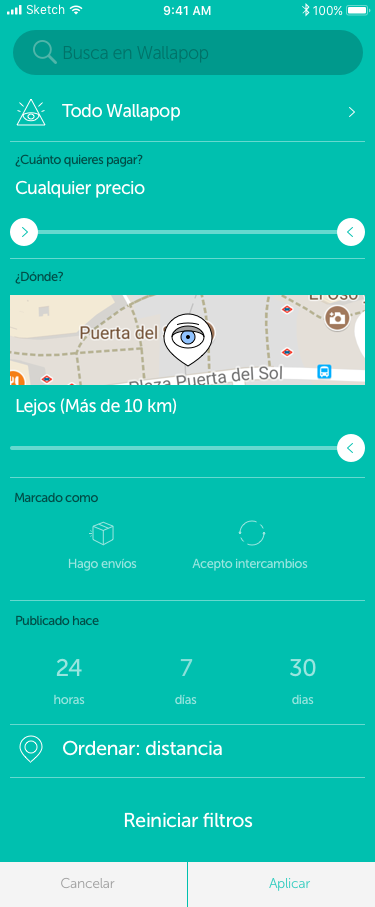 Sketch 9:41 AM 100%
Busca en Wallapop
Todo Wallapop
¿Cuánto quieres pagar?
Cualquier precio
¿Dónde?
El Oso y
Puerta del
Plaza Puerta del Sol
Lejos (Más de 10 km)
Marcado como
Hago envíos Acepto intercambios
Publicado hace
24 7 30
horas días dias
Ordenar: distancia
Reiniciar filtros
Cancelar Aplicar